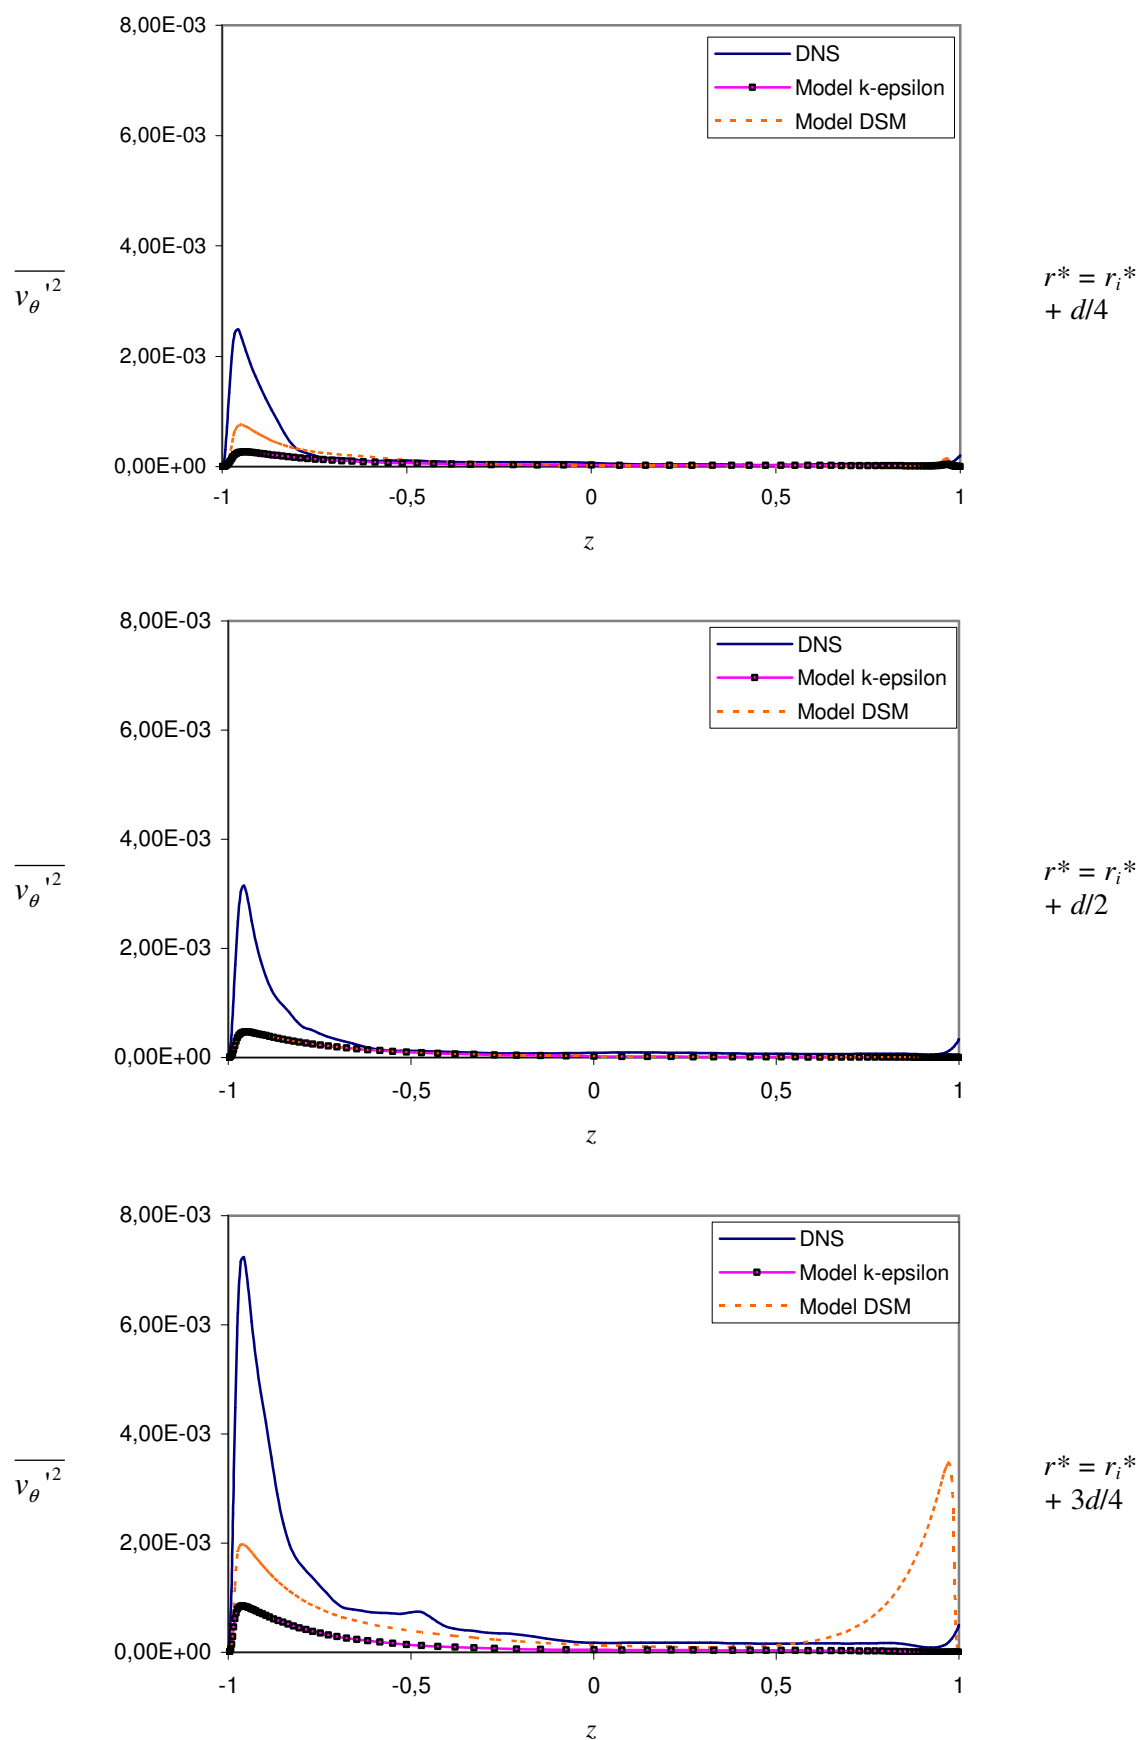 8,00E-03
DNS
Model k-epsilon
Model DSM
6,00E-03
4,00E-03
v_θ'²
r* = r_i*
+ d/4
2,00E-03
0,00E+00
-1
-0,5
0
0,5
1
z
8,00E-03
DNS
Model k-epsilon
Model DSM
6,00E-03
4,00E-03
v_θ'²
r* = r_i*
+ d/2
2,00E-03
0,00E+00
-1
-0,5
0
0,5
1
z
8,00E-03
DNS
Model k-epsilon
Model DSM
6,00E-03
4,00E-03
v_θ'²
r* = r_i*
+ 3d/4
2,00E-03
0,00E+00
-1
-0,5
0
0,5
1
z